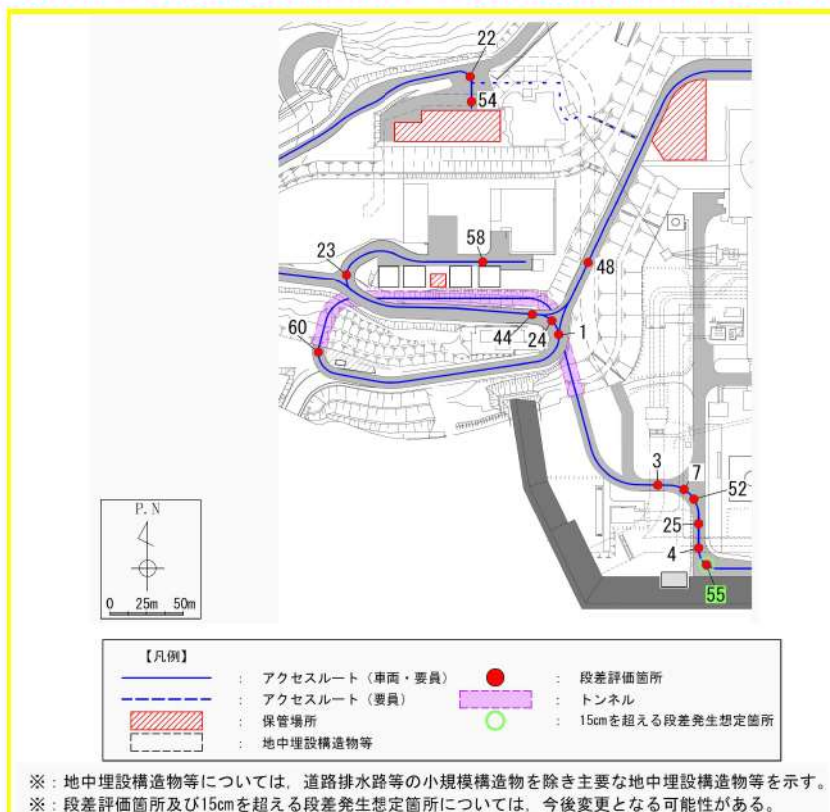 22
54
58
23
48
44
24
1
60
3
7
52
25
4
55
P.N
0 25m 50m
【凡例】
: アクセスルート（車両・要員）
: 段差評価箇所
: アクセスルート（要員）
: トンネル
: 保管場所
: 15cmを超える段差発生想定箇所
: 地中埋設構造物等
※：地中埋設構造物等については，道路排水路等の小規模構造物を除き主要な地中埋設構造物等を示す。
※：段差評価箇所及び15cmを超える段差発生想定箇所については，今後変更となる可能性がある。